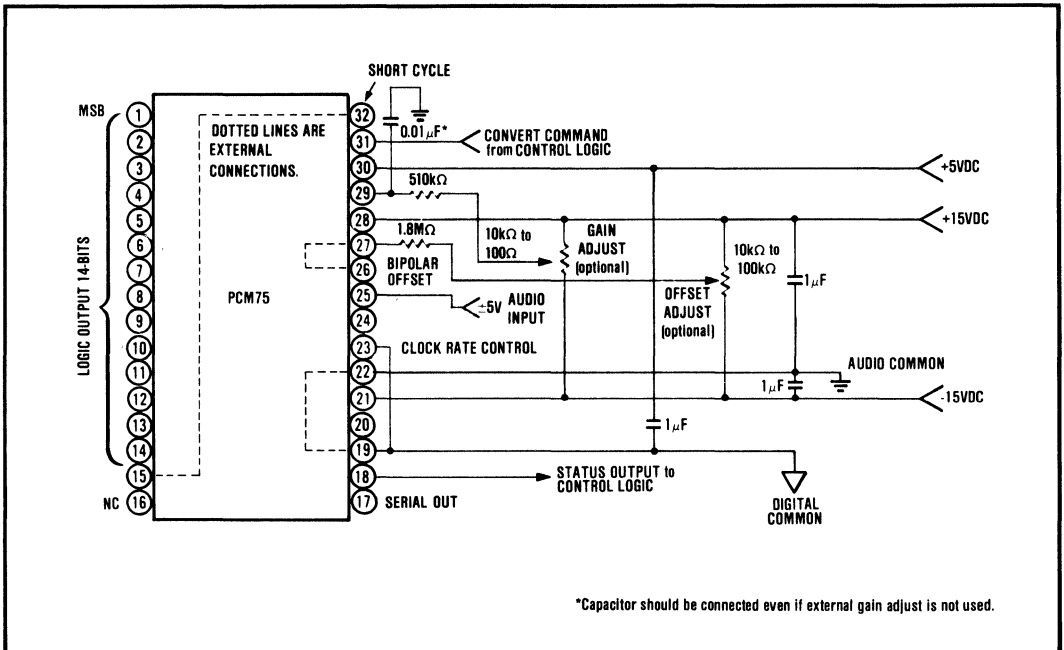 SHORT CYCLE
MSB
1
2
3
4
5
6
7
8
9
10
11
12
13
14
15
NC 16
LOGIC OUTPUT 14-BITS
DOTTED LINES ARE
EXTERNAL
CONNECTIONS.
PCM75
32
31
30
29
28
27
26
25
24
23
22
21
20
19
18
17
0.01μF*
CONVERT COMMAND
from CONTROL LOGIC
+5VDC
510kΩ
+15VDC
1.8MΩ
BIPOLAR
OFFSET
10kΩ to
100Ω
GAIN
ADJUST
(optional)
10kΩ to
100kΩ
OFFSET
ADJUST
(optional)
1μF
±5V
AUDIO
INPUT
CLOCK RATE CONTROL
AUDIO COMMON
1μF
-15VDC
1μF
STATUS OUTPUT to
CONTROL LOGIC
SERIAL OUT
DIGITAL
COMMON
*Capacitor should be connected even if external gain adjust is not used.